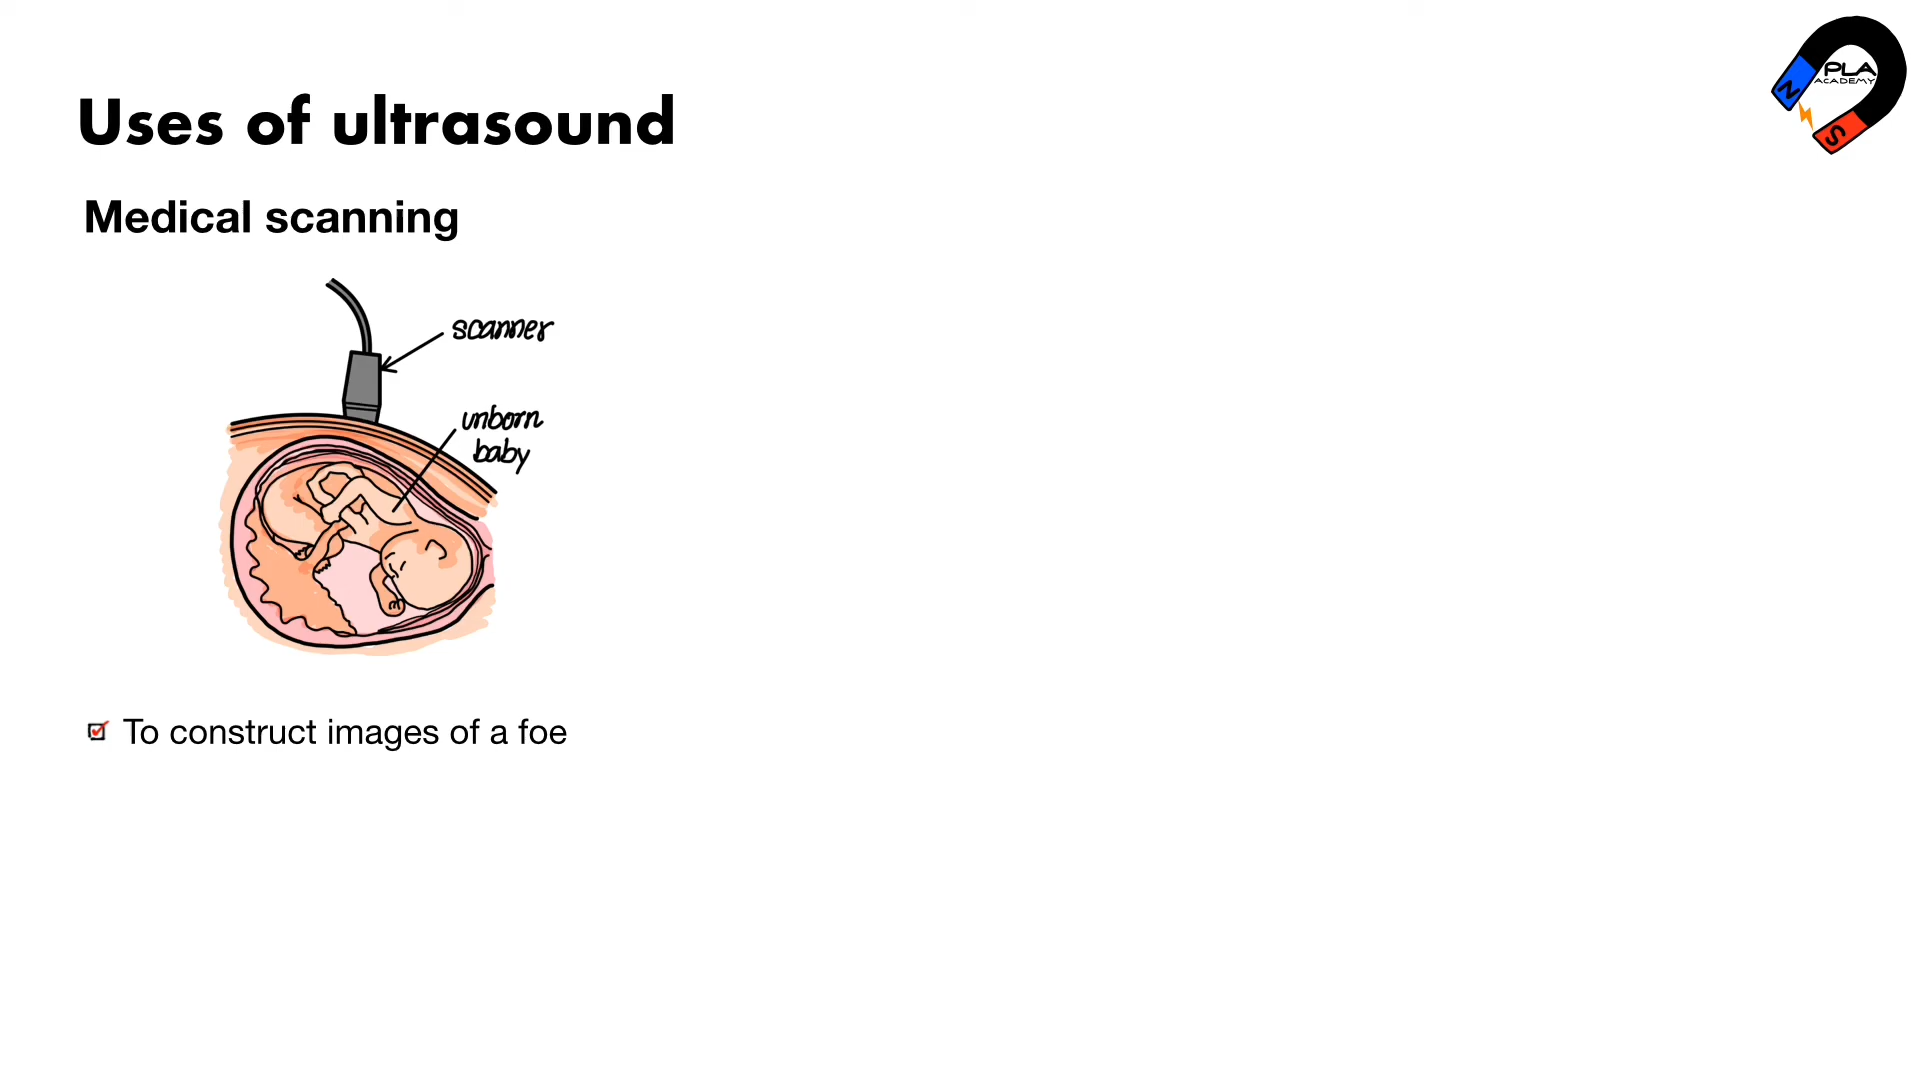 PLA
ACADEMY
N
S
Uses of ultrasound
Medical scanning
scanner
unborn
baby
To construct images of a foe